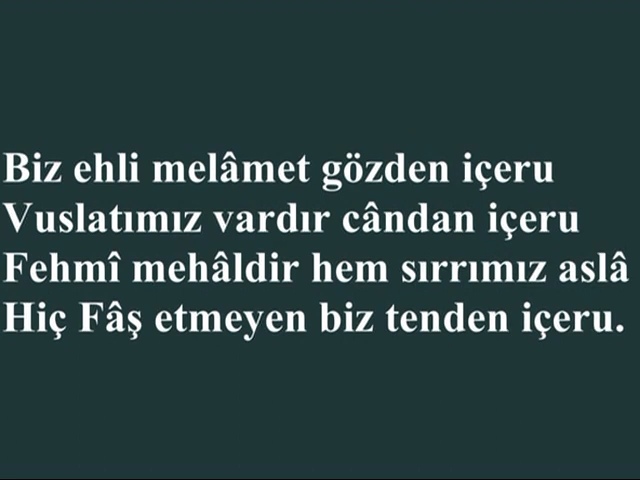 Biz ehli melâmet gözden içeru
Vuslatımız vardır cândan içeru
Fehmî mehâldir hem sırrımız aslâ
Hiç Fâş etmeyen biz tenden içeru.